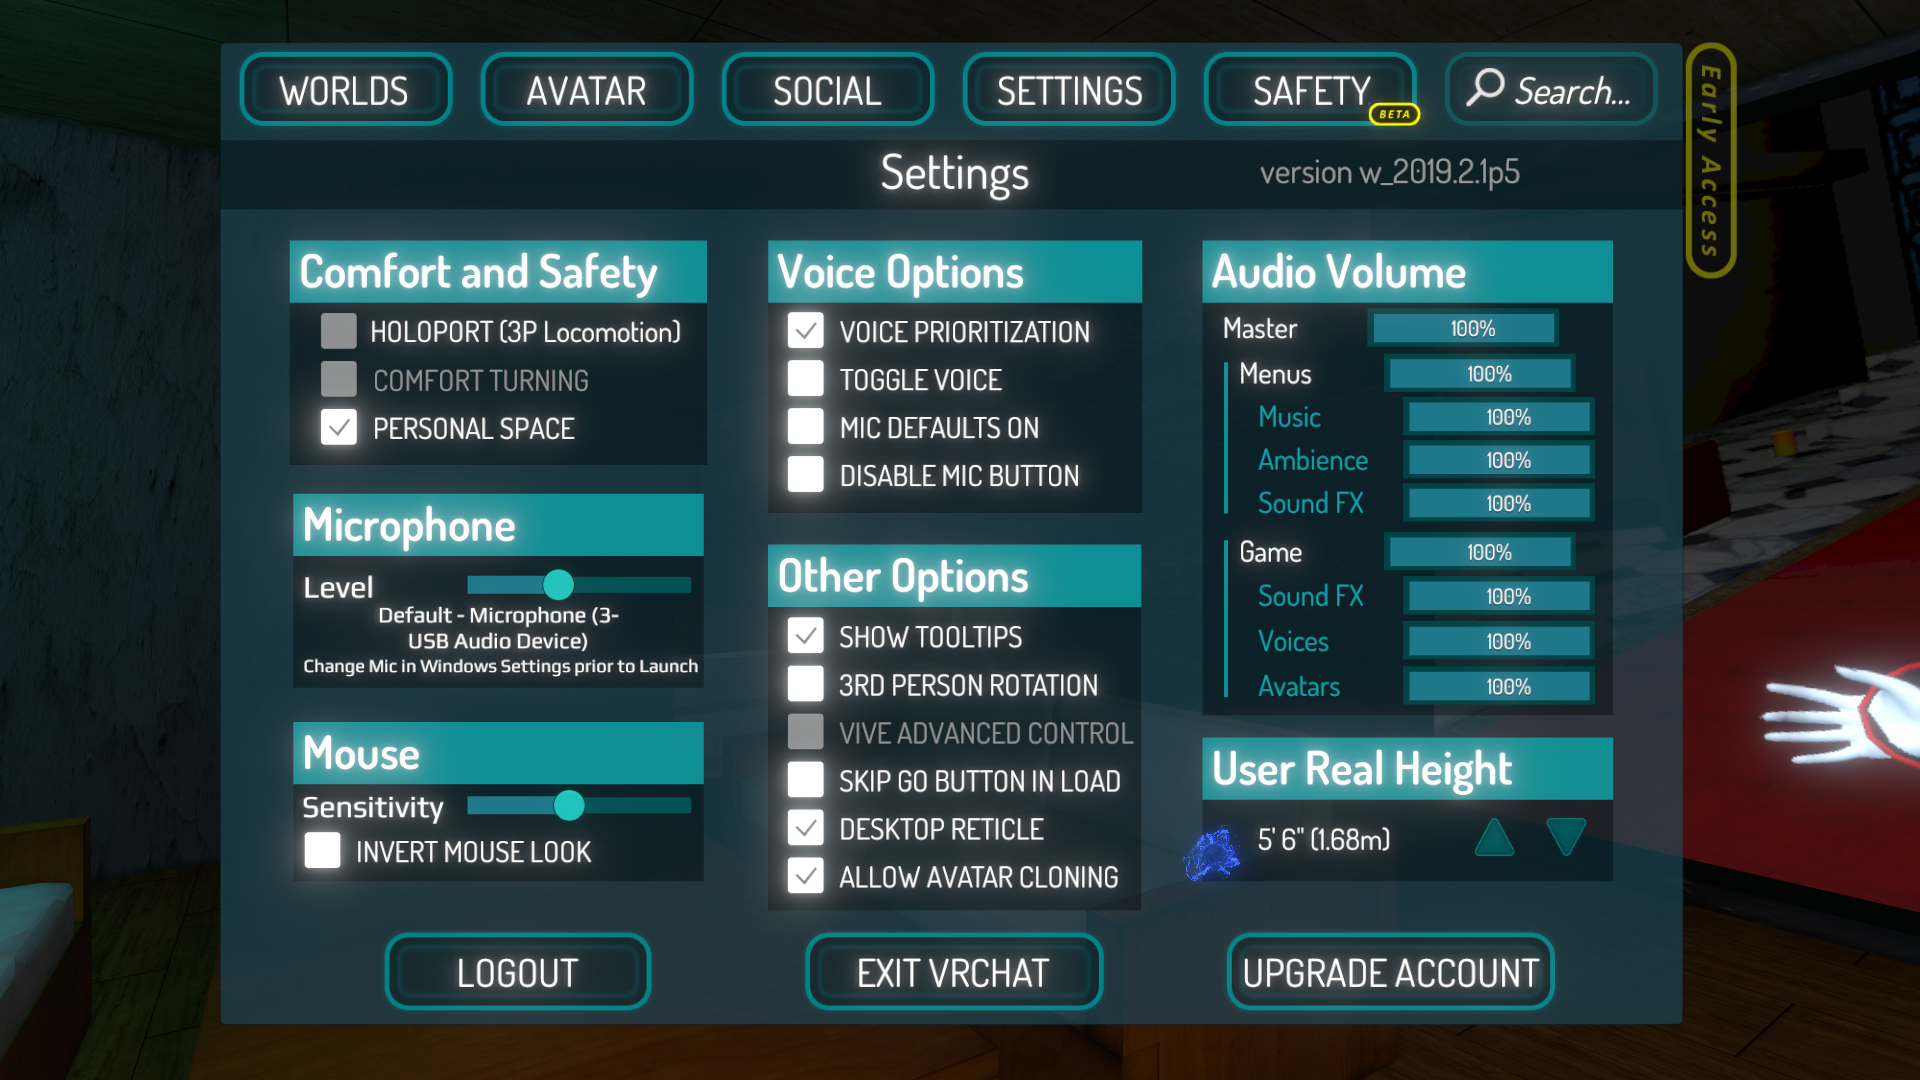 WORLDS
AVATAR
SOCIAL
SETTINGS
SAFETY
BETA
Search...
Early Access
Settings
version w_2019.2.1p5
Comfort and Safety
HOLOPORT (3P Locomotion)
COMFORT TURNING
PERSONAL SPACE
Microphone
Level
Default - Microphone (3-
USB Audio Device)
Change Mic in Windows Settings prior to Launch
Mouse
Sensitivity
INVERT MOUSE LOOK
Voice Options
VOICE PRIORITIZATION
TOGGLE VOICE
MIC DEFAULTS ON
DISABLE MIC BUTTON
Other Options
SHOW TOOLTIPS
3RD PERSON ROTATION
VIVE ADVANCED CONTROL
SKIP GO BUTTON IN LOAD
DESKTOP RETICLE
ALLOW AVATAR CLONING
Audio Volume
Master 100%
Menus 100%
Music 100%
Ambience 100%
Sound FX 100%
Game 100%
Sound FX 100%
Voices 100%
Avatars 100%
User Real Height
5' 6" (1.68m)
LOGOUT
EXIT VRCHAT
UPGRADE ACCOUNT